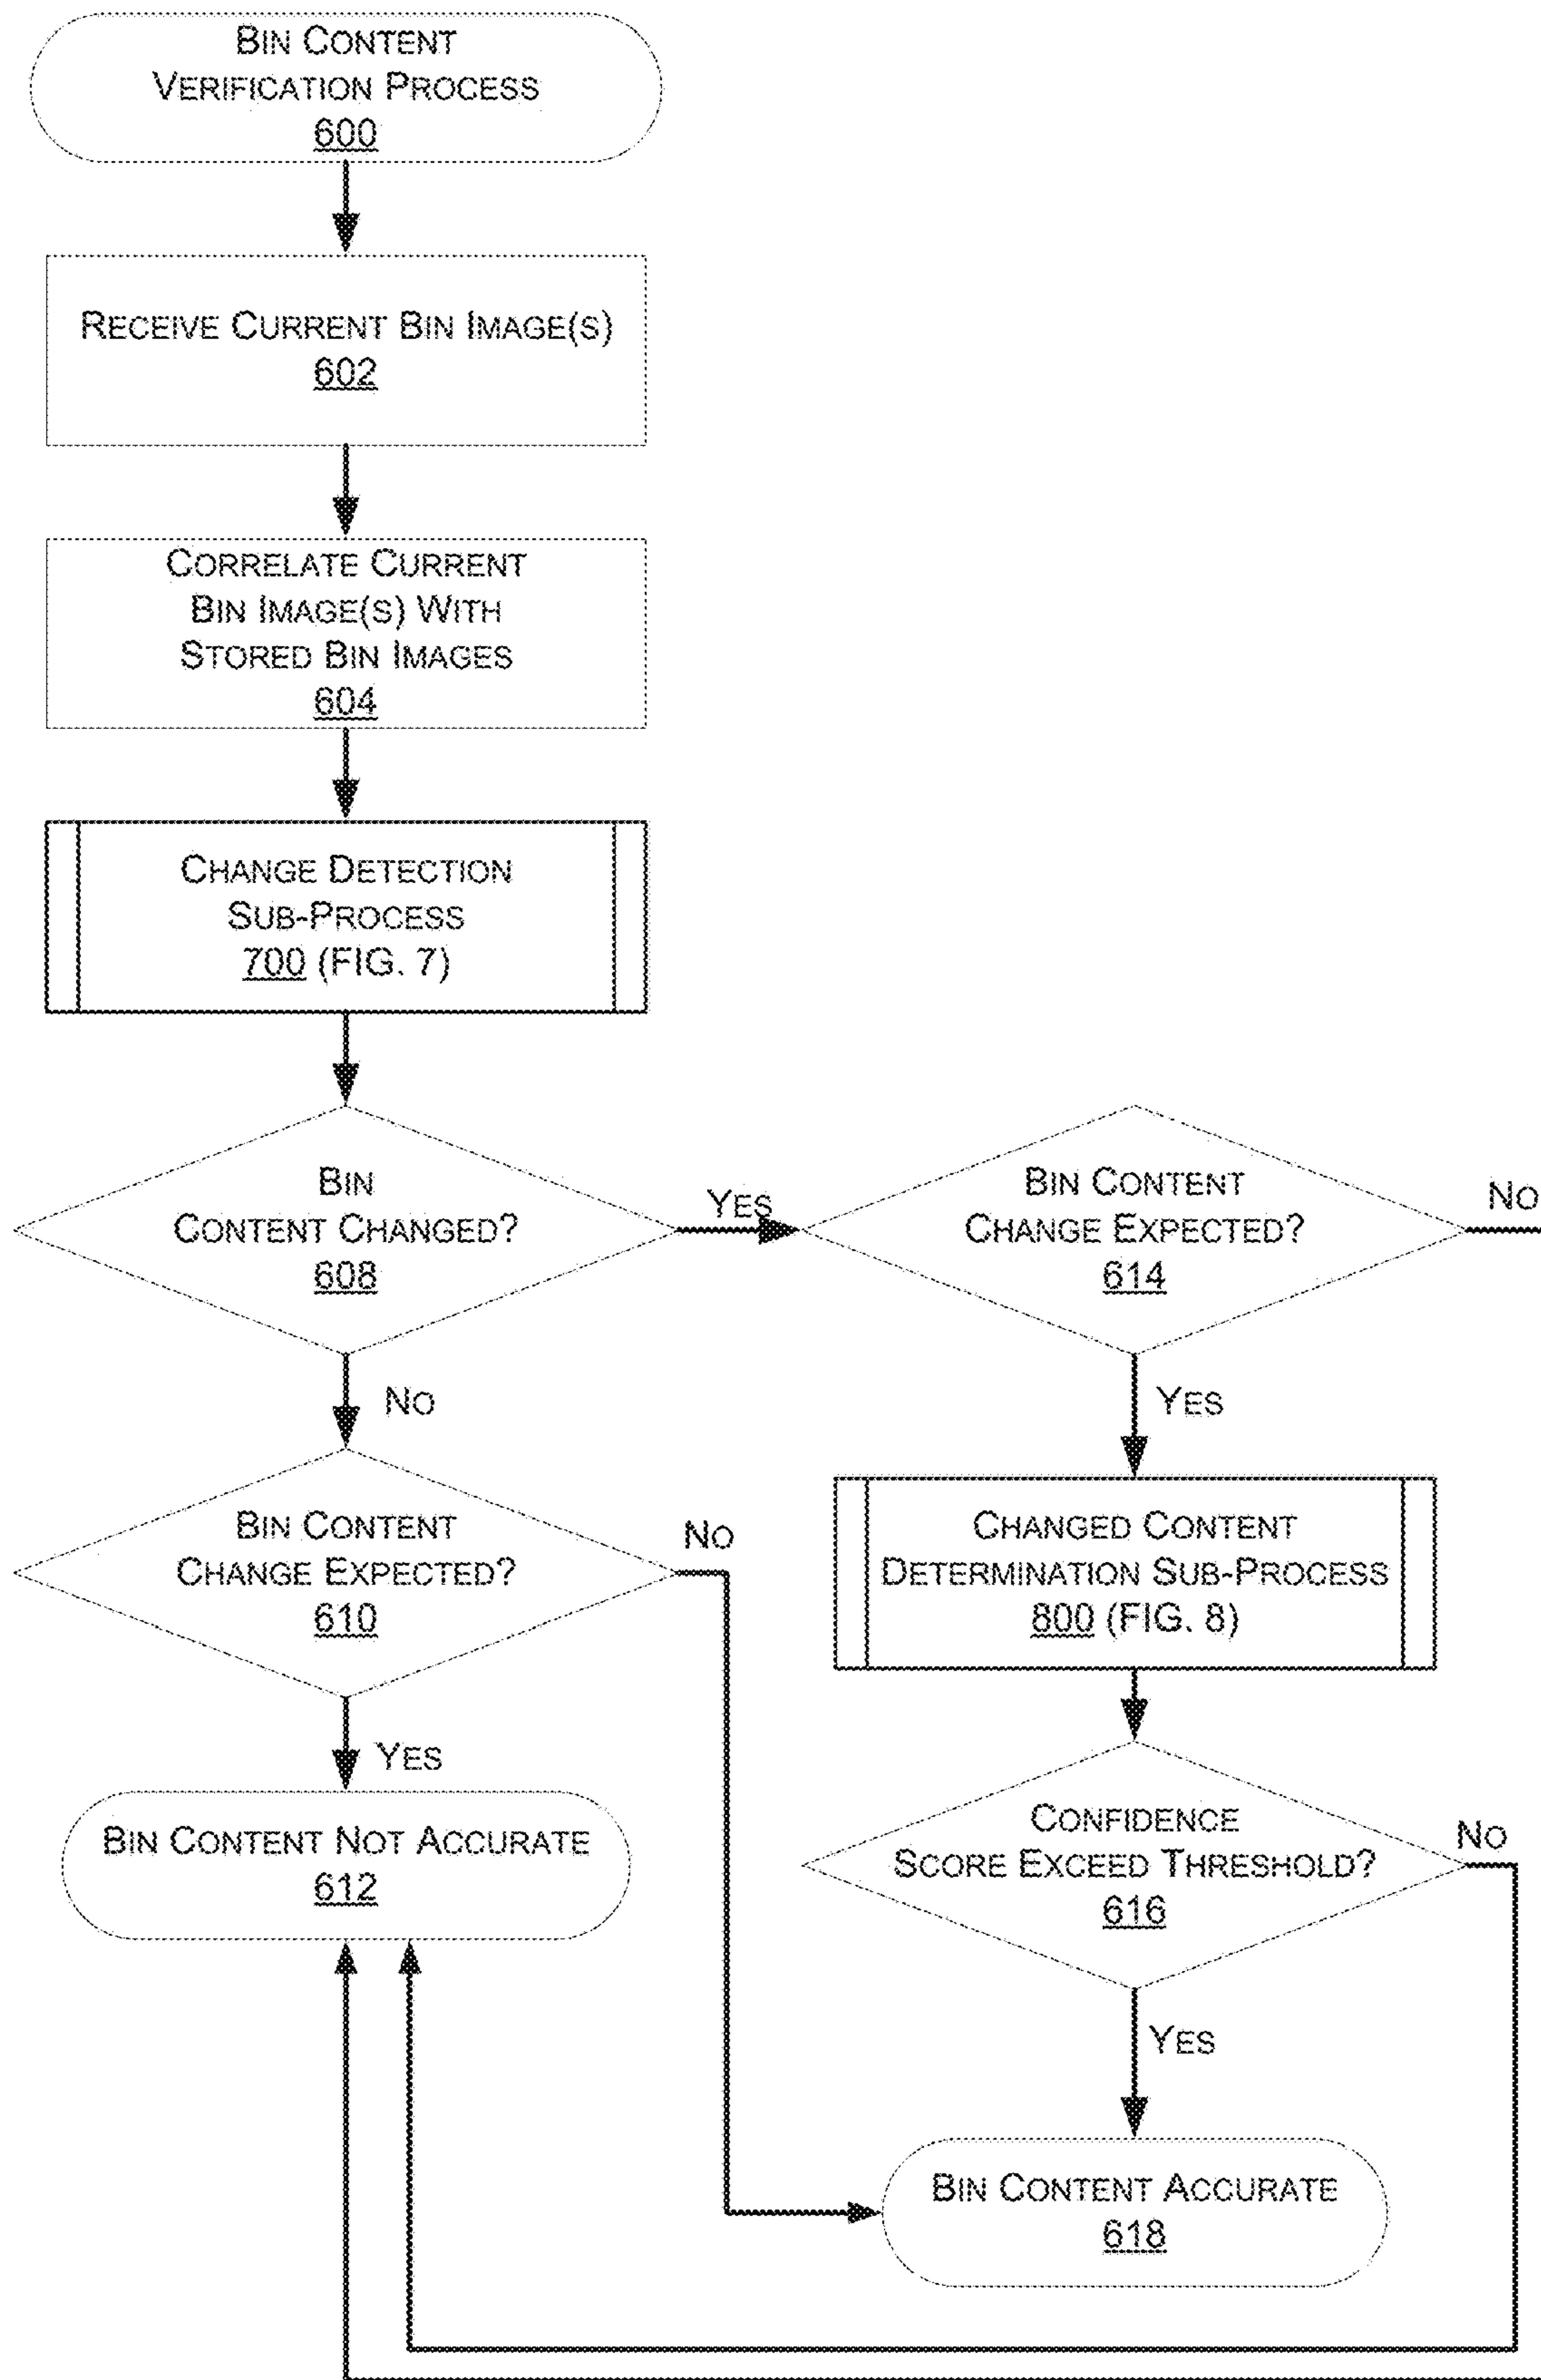 BIN CONTENT
VERIFICATION PROCESS
600
RECEIVE CURRENT BIN IMAGE(S)
602
CORRELATE CURRENT
BIN IMAGE(S) WITH
STORED BIN IMAGES
604
CHANGE DETECTION
SUB-PROCESS
700 (FIG. 7)
BIN
CONTENT CHANGED?
608
YES
BIN CONTENT
CHANGE EXPECTED?
614
NO
NO
YES
BIN CONTENT
CHANGE EXPECTED?
610
NO
CHANGED CONTENT
DETERMINATION SUB-PROCESS
800 (FIG. 8)
YES
BIN CONTENT NOT ACCURATE
612
CONFIDENCE
SCORE EXCEED THRESHOLD?
616
NO
YES
BIN CONTENT ACCURATE
618